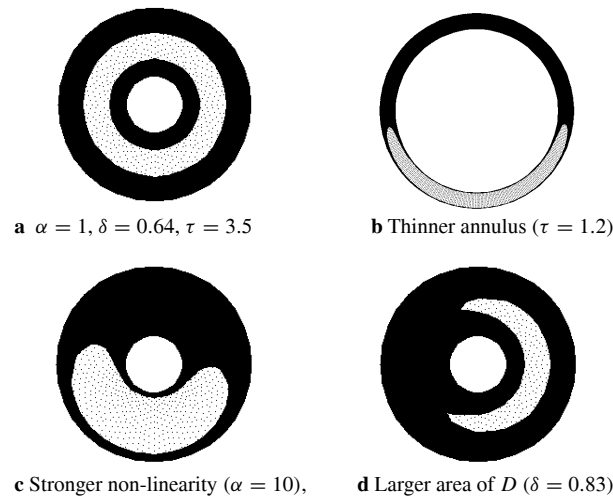 a α = 1, δ = 0.64, τ = 3.5
b Thinner annulus (τ = 1.2)
c Stronger non-linearity (α = 10),
d Larger area of D (δ = 0.83)